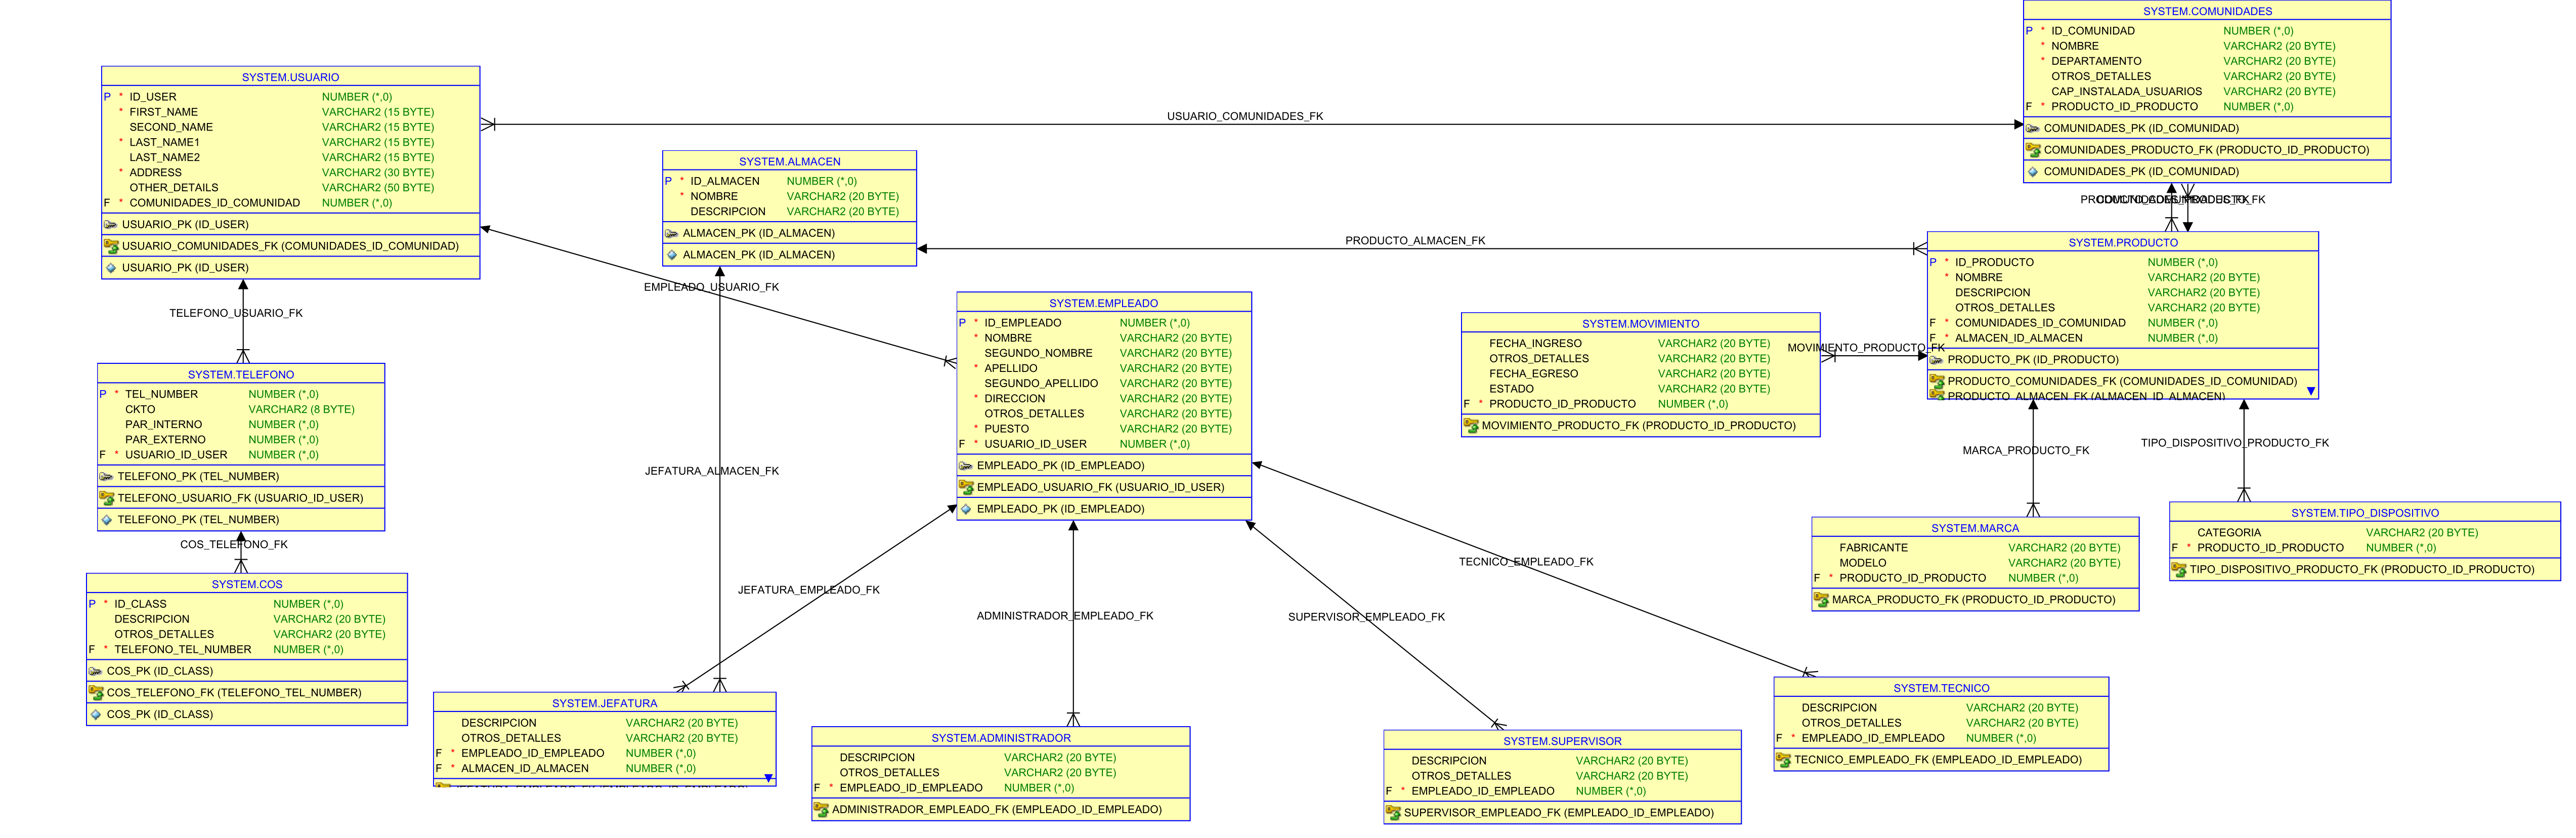 SYSTEM.COMUNIDADES
P * ID_COMUNIDAD NUMBER (*,0)
* NOMBRE VARCHAR2 (20 BYTE)
* DEPARTAMENTO VARCHAR2 (20 BYTE)
OTROS_DETALLES VARCHAR2 (20 BYTE)
CAP_INSTALADA_USUARIOS VARCHAR2 (20 BYTE)
F * PRODUCTO_ID_PRODUCTO NUMBER (*,0)
COMUNIDADES_PK (ID_COMUNIDAD)
COMUNIDADES_PRODUCTO_FK (PRODUCTO_ID_PRODUCTO)
COMUNIDADES_PK (ID_COMUNIDAD)
SYSTEM.USUARIO
P * ID_USER NUMBER (*,0)
* FIRST_NAME VARCHAR2 (15 BYTE)
SECOND_NAME VARCHAR2 (15 BYTE)
* LAST_NAME1 VARCHAR2 (15 BYTE)
LAST_NAME2 VARCHAR2 (15 BYTE)
* ADDRESS VARCHAR2 (30 BYTE)
OTHER_DETAILS VARCHAR2 (50 BYTE)
F * COMUNIDADES_ID_COMUNIDAD NUMBER (*,0)
USUARIO_PK (ID_USER)
USUARIO_COMUNIDADES_FK (COMUNIDADES_ID_COMUNIDAD)
USUARIO_PK (ID_USER)
USUARIO_COMUNIDADES_FK
SYSTEM.ALMACEN
P * ID_ALMACEN NUMBER (*,0)
* NOMBRE VARCHAR2 (20 BYTE)
DESCRIPCION VARCHAR2 (20 BYTE)
ALMACEN_PK (ID_ALMACEN)
ALMACEN_PK (ID_ALMACEN)
PRODUCTO_ALMACEN_FK
SYSTEM.PRODUCTO
P * ID_PRODUCTO NUMBER (*,0)
* NOMBRE VARCHAR2 (20 BYTE)
DESCRIPCION VARCHAR2 (20 BYTE)
OTROS_DETALLES VARCHAR2 (20 BYTE)
F * COMUNIDADES_ID_COMUNIDAD NUMBER (*,0)
F * ALMACEN_ID_ALMACEN NUMBER (*,0)
PRODUCTO_PK (ID_PRODUCTO)
PRODUCTO_COMUNIDADES_FK (COMUNIDADES_ID_COMUNIDAD)
PRODUCTO_ALMACEN_FK (ALMACEN_ID_ALMACEN)
EMPLEADO_USUARIO_FK
TELEFONO_USUARIO_FK
SYSTEM.EMPLEADO
P * ID_EMPLEADO NUMBER (*,0)
* NOMBRE VARCHAR2 (20 BYTE)
SEGUNDO_NOMBRE VARCHAR2 (20 BYTE)
* APELLIDO VARCHAR2 (20 BYTE)
SEGUNDO_APELLIDO VARCHAR2 (20 BYTE)
* DIRECCION VARCHAR2 (20 BYTE)
OTROS_DETALLES VARCHAR2 (20 BYTE)
* PUESTO VARCHAR2 (20 BYTE)
F * USUARIO_ID_USER NUMBER (*,0)
EMPLEADO_PK (ID_EMPLEADO)
EMPLEADO_USUARIO_FK (USUARIO_ID_USER)
EMPLEADO_PK (ID_EMPLEADO)
SYSTEM.MOVIMIENTO
FECHA_INGRESO VARCHAR2 (20 BYTE)
OTROS_DETALLES VARCHAR2 (20 BYTE)
FECHA_EGRESO VARCHAR2 (20 BYTE)
ESTADO VARCHAR2 (20 BYTE)
F * PRODUCTO_ID_PRODUCTO NUMBER (*,0)
MOVIMIENTO_PRODUCTO_FK (PRODUCTO_ID_PRODUCTO)
MOVIMIENTO_PRODUCTO_FK
SYSTEM.TELEFONO
P * TEL_NUMBER NUMBER (*,0)
CKTO VARCHAR2 (8 BYTE)
PAR_INTERNO NUMBER (*,0)
PAR_EXTERNO NUMBER (*,0)
F * USUARIO_ID_USER NUMBER (*,0)
TELEFONO_PK (TEL_NUMBER)
TELEFONO_USUARIO_FK (USUARIO_ID_USER)
TELEFONO_PK (TEL_NUMBER)
MARCA_PRODUCTO_FK
TIPO_DISPOSITIVO_PRODUCTO_FK
JEFATURA_ALMACEN_FK
SYSTEM.MARCA
FABRICANTE VARCHAR2 (20 BYTE)
MODELO VARCHAR2 (20 BYTE)
F * PRODUCTO_ID_PRODUCTO NUMBER (*,0)
MARCA_PRODUCTO_FK (PRODUCTO_ID_PRODUCTO)
SYSTEM.TIPO_DISPOSITIVO
CATEGORIA VARCHAR2 (20 BYTE)
F * PRODUCTO_ID_PRODUCTO NUMBER (*,0)
TIPO_DISPOSITIVO_PRODUCTO_FK (PRODUCTO_ID_PRODUCTO)
COS_TELEFONO_FK
SYSTEM.COS
P * ID_CLASS NUMBER (*,0)
DESCRIPCION VARCHAR2 (20 BYTE)
OTROS_DETALLES VARCHAR2 (20 BYTE)
F * TELEFONO_TEL_NUMBER NUMBER (*,0)
COS_PK (ID_CLASS)
COS_TELEFONO_FK (TELEFONO_TEL_NUMBER)
COS_PK (ID_CLASS)
JEFATURA_EMPLEADO_FK
ADMINISTRADOR_EMPLEADO_FK
SUPERVISOR_EMPLEADO_FK
TECNICO_EMPLEADO_FK
SYSTEM.JEFATURA
DESCRIPCION VARCHAR2 (20 BYTE)
OTROS_DETALLES VARCHAR2 (20 BYTE)
F * EMPLEADO_ID_EMPLEADO NUMBER (*,0)
F * ALMACEN_ID_ALMACEN NUMBER (*,0)
SYSTEM.ADMINISTRADOR
DESCRIPCION VARCHAR2 (20 BYTE)
OTROS_DETALLES VARCHAR2 (20 BYTE)
F * EMPLEADO_ID_EMPLEADO NUMBER (*,0)
ADMINISTRADOR_EMPLEADO_FK (EMPLEADO_ID_EMPLEADO)
SYSTEM.SUPERVISOR
DESCRIPCION VARCHAR2 (20 BYTE)
OTROS_DETALLES VARCHAR2 (20 BYTE)
F * EMPLEADO_ID_EMPLEADO NUMBER (*,0)
SUPERVISOR_EMPLEADO_FK (EMPLEADO_ID_EMPLEADO)
SYSTEM.TECNICO
DESCRIPCION VARCHAR2 (20 BYTE)
OTROS_DETALLES VARCHAR2 (20 BYTE)
F * EMPLEADO_ID_EMPLEADO NUMBER (*,0)
TECNICO_EMPLEADO_FK (EMPLEADO_ID_EMPLEADO)